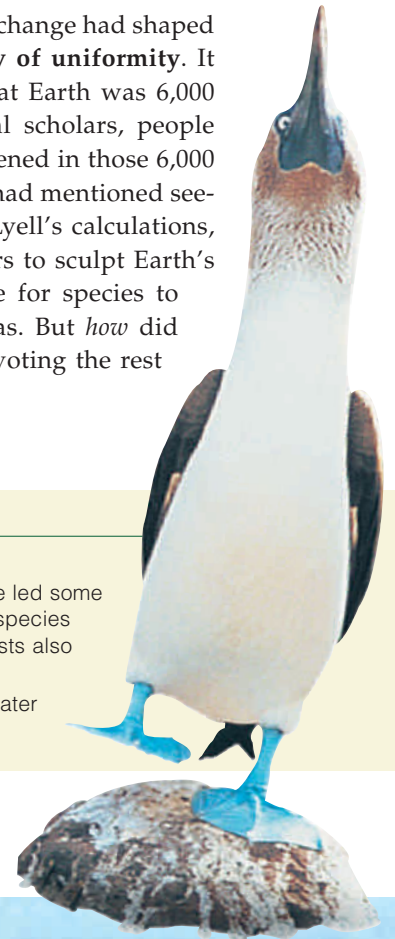 change had shaped
of uniformity. It
at Earth was 6,000
scholars, people
ened in those 6,000
had mentioned see-
yell's calculations,
rs to sculpt Earth's
e for species to
as. But how did
voting the rest
e led some
species
sts also
ater